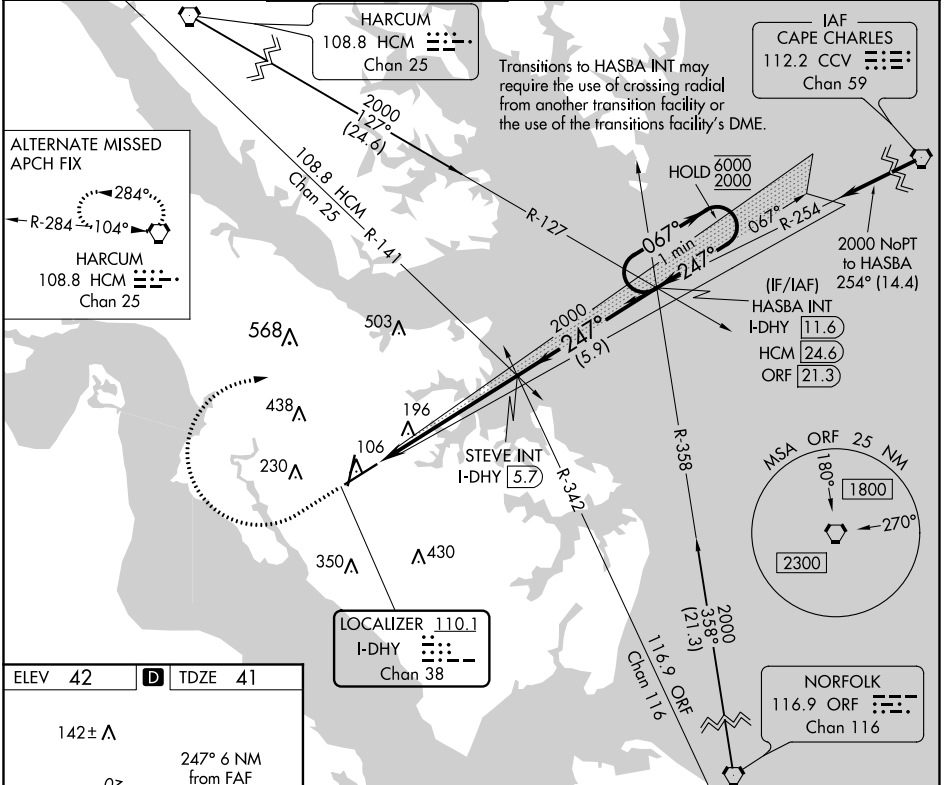 HARCUM
108.8 HCM
Chan 25
IAF
CAPE CHARLES
112.2 CCV
Chan 59
Transitions to HASBA INT may
require the use of crossing radial
from another transition facility or
the use of the transitions facility's DME.
2000
127°
(24.6)
R-127
108.8 HCM
Chan 25
R-141
ALTERNATE MISSED
APCH FIX
284°
R-284
104°
HARCUM
108.8 HCM
Chan 25
HOLD 6000
2000
067°
1 min
247°
067°
R-254
2000 NoPT
to HASBA
254° (14.4)
(IF/IAF)
HASBA INT
I-DHY 11.6
HCM 24.6
ORF 21.3
2000
247°
(5.9)
568
503
438
196
106
230
350
430
STEVE INT
I-DHY 5.7
R-342
R-358
MSA ORF 25 NM
180°
1800
270°
2300
LOCALIZER 110.1
I-DHY
Chan 38
116.9 ORF
Chan 116
2000
358°
(21.3)
NORFOLK
116.9 ORF
Chan 116
ELEV 42 D TDZE 41
142±
247° 6 NM
from FAF